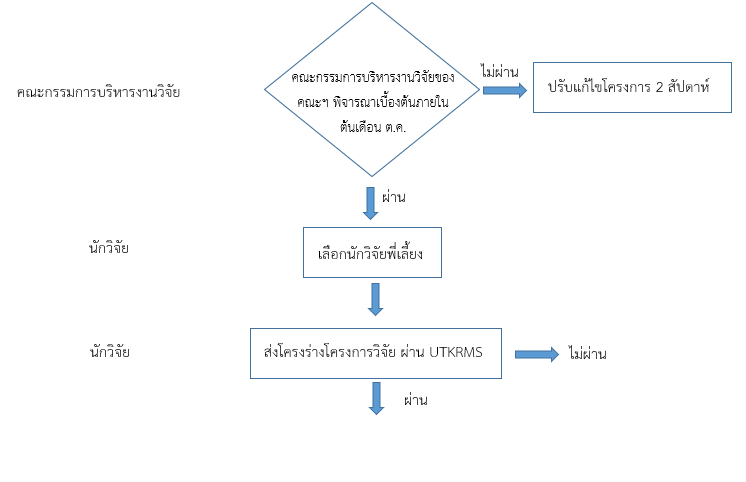 คณะกรรมการบริหารงานวิจัย
คณะกรรมการบริหารงานวิจัยของ
คณะฯ พิจารณาเบื้องต้นภายใน
ต้นเดือน ต.ค.
ไม่ผ่าน
ปรับแก้ไขโครงการ 2 สัปดาห์
ผ่าน
นักวิจัย
เลือกนักวิจัยพี่เลี้ยง
นักวิจัย
ส่งโครงร่างโครงการวิจัย ผ่าน UTKRMS
ไม่ผ่าน
ผ่าน